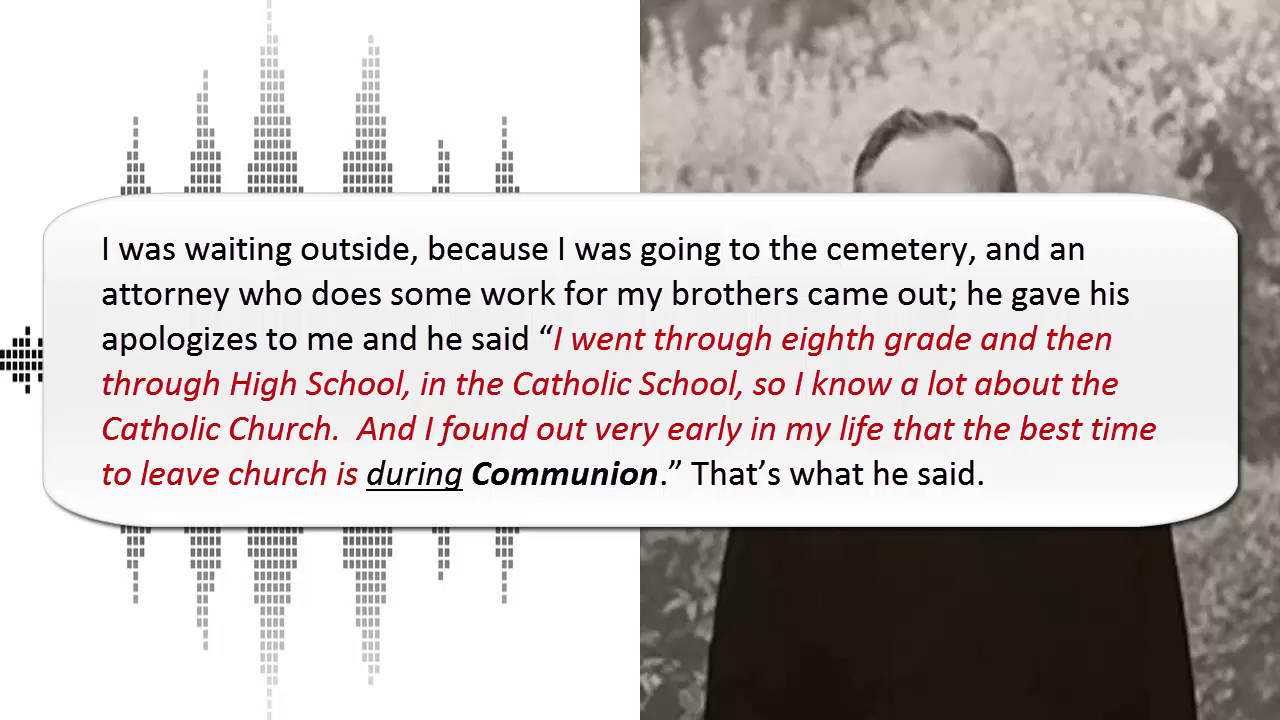 I was waiting outside, because I was going to the cemetery, and an
attorney who does some work for my brothers came out; he gave his
apologizes to me and he said “I went through eighth grade and then
through High School, in the Catholic School, so I know a lot about the
Catholic Church.  And I found out very early in my life that the best time
to leave church is during Communion.” That’s what he said.